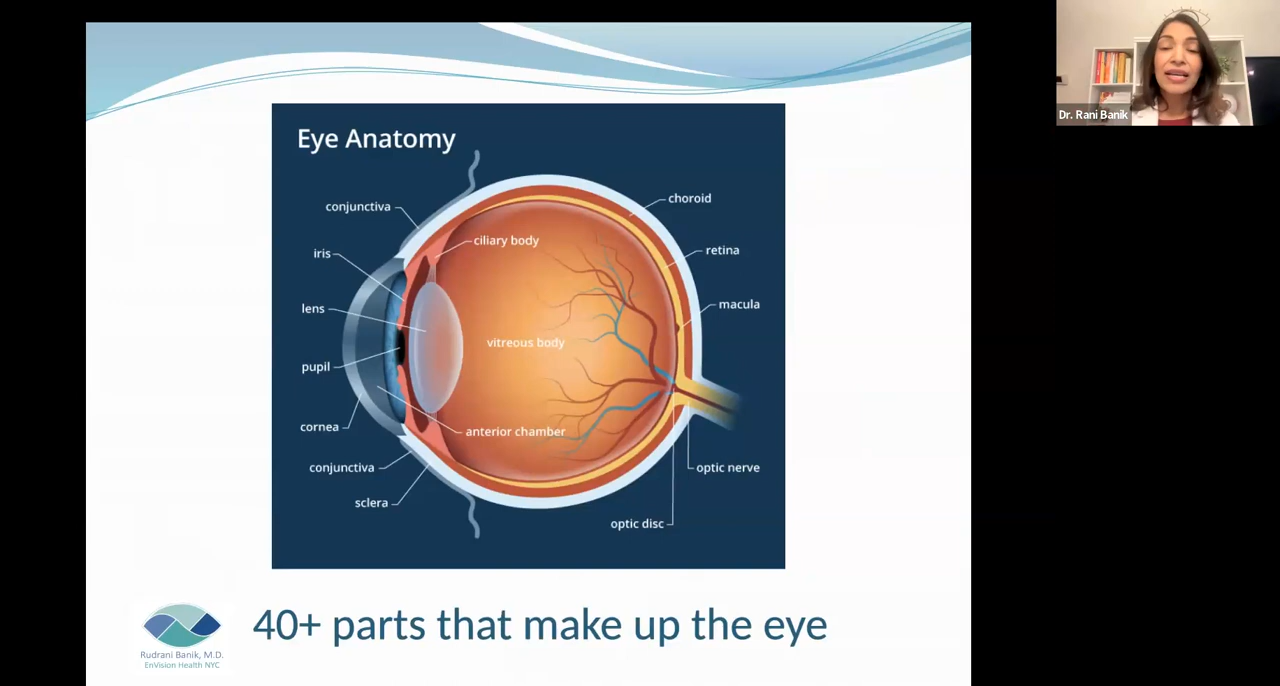 Eye Anatomy
conjunctiva
iris
lens
pupil
cornea
conjunctiva
sclera
ciliary body
vitreous body
anterior chamber
choroid
retina
macula
optic nerve
optic disc
40+ parts that make up the eye
Rudrani Banik, M.D.
EnVision Health NYC
Dr. Rani Banik